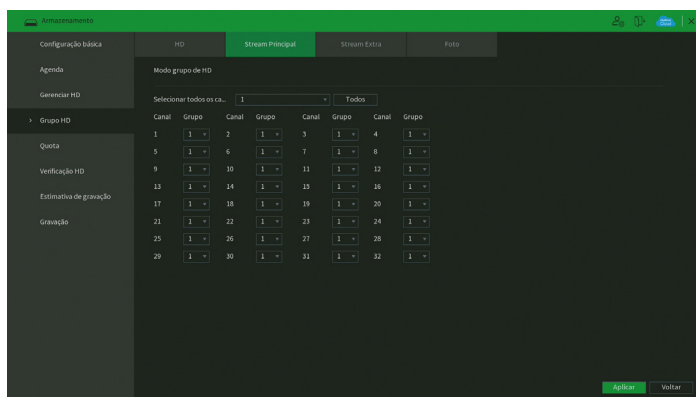 Armazenamento
Configuração básica
Agenda
Gerenciar HD
Grupo HD
Quota
Verificação HD
Estimativa de gravação
Gravação
HD Stream Principal Stream Extra Foto
Modo grupo de HD
Selecionar todos os ca... 1 Todos
Canal Grupo Canal Grupo Canal Grupo Canal Grupo
1 1 2 1 3 1 4 1
5 1 6 1 7 1 8 1
9 1 10 1 11 1 12 1
13 1 14 1 15 1 16 1
17 1 18 1 19 1 20 1
21 1 22 1 23 1 24 1
25 1 26 1 27 1 28 1
29 1 30 1 31 1 32 1
Aplicar Voltar